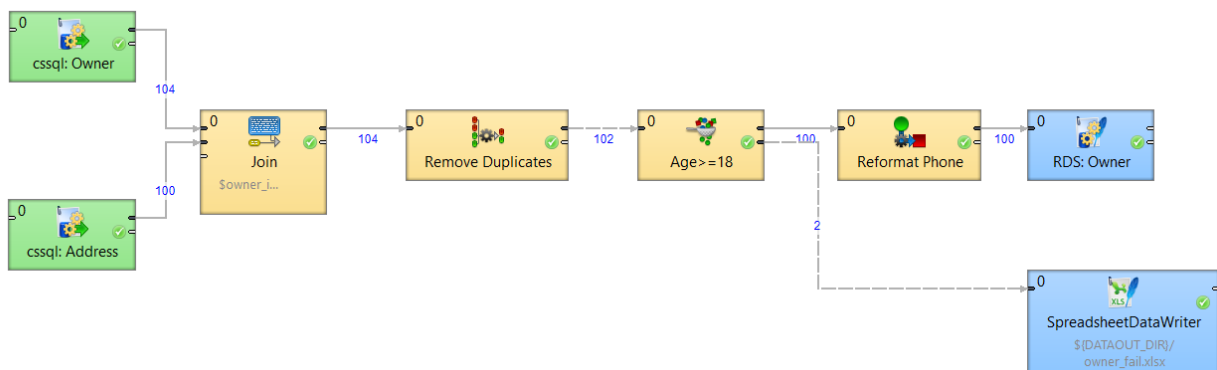 0
cssql: Owner
104
0
Join
$owner_i...
104
0
Remove Duplicates
102
0
Age>=18
100
0
Reformat Phone
100
0
RDS: Owner
100
0
cssql: Address
2
0
XLS
SpreadsheetDataWriter
${DATAOUT_DIR}/
owner_fail.xlsx